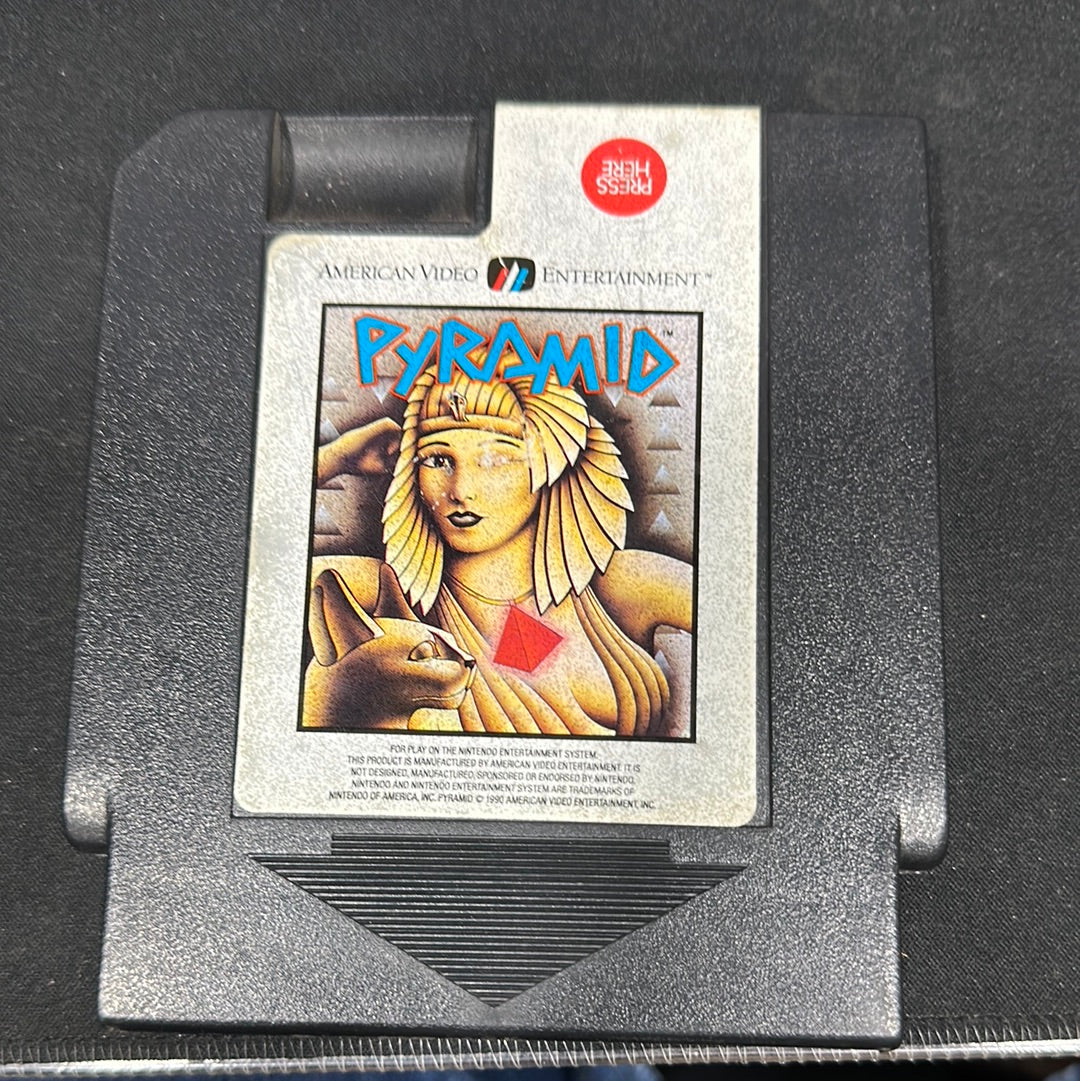 PRESS
HERE
AMERICAN VIDEO ENTERTAINMENT™
PYRAMID™
FOR PLAY ON THE NINTENDO ENTERTAINMENT SYSTEM.
THIS PRODUCT IS MANUFACTURED BY AMERICAN VIDEO ENTERTAINMENT. IT IS
NOT DESIGNED, MANUFACTURED, SPONSORED OR ENDORSED BY NINTENDO.
NINTENDO AND NINTENDO ENTERTAINMENT SYSTEM ARE TRADEMARKS OF
NINTENDO OF AMERICA, INC. PYRAMID © 1990 AMERICAN VIDEO ENTERTAINMENT, INC.